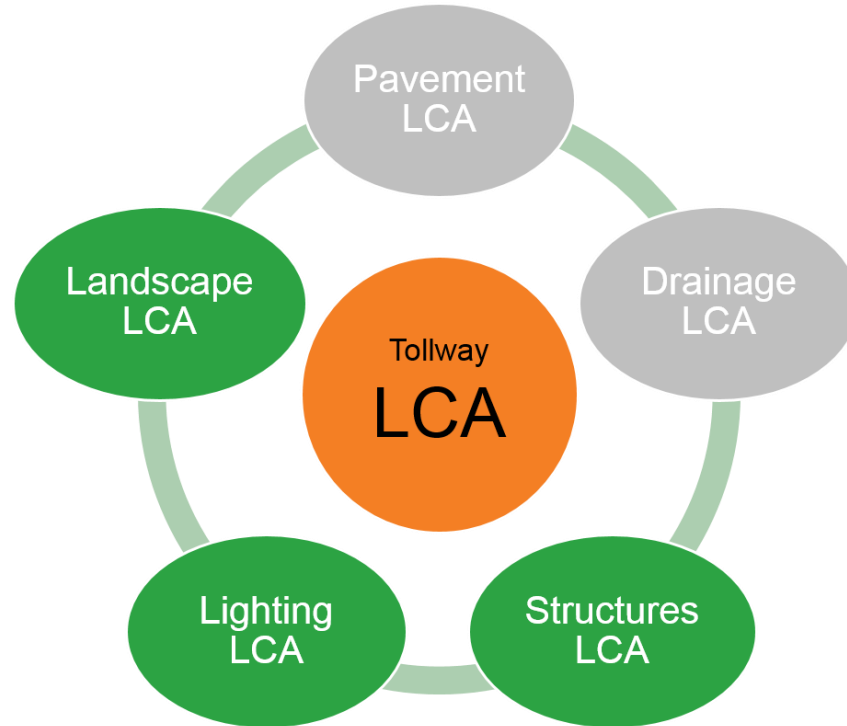 Pavement
LCA
Landscape
LCA
Drainage
LCA
Tollway
LCA
Lighting
LCA
Structures
LCA